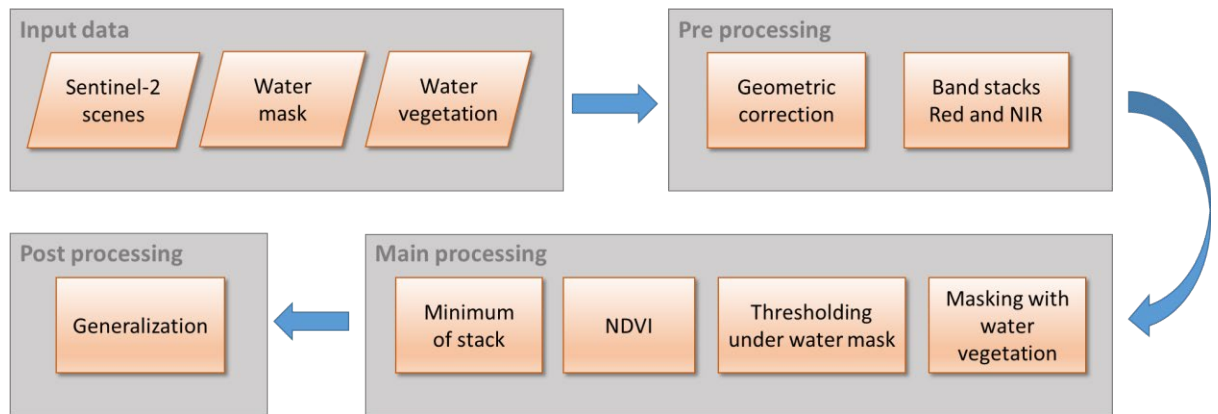 Input data
Sentinel-2
scenes
Water
mask
Water
vegetation
Pre processing
Geometric
correction
Band stacks
Red and NIR
Post processing
Generalization
Main processing
Minimum
of stack
NDVI
Thresholding
under water mask
Masking with
water
vegetation